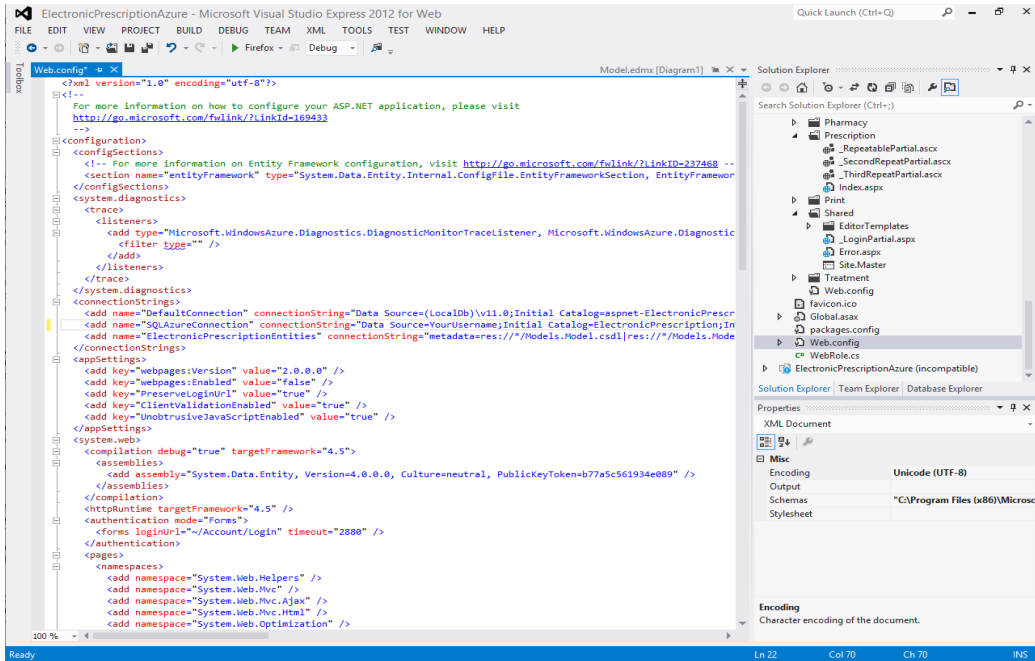 ElectronicPrescriptionAzure - Microsoft Visual Studio Express 2012 for Web
Quick Launch (Ctrl+Q)
FILE EDIT VIEW PROJECT BUILD DEBUG TEAM XML TOOLS TEST WINDOW HELP
Firefox Debug
Toolbox
Web.config*
Model.edmx [Diagram1]
<?xml version="1.0" encoding="utf-8"?>
<!--
For more information on how to configure your ASP.NET application, please visit
http://go.microsoft.com/fwlink/?LinkId=169433
-->
<configuration>
<configSections>
<!-- For more information on Entity Framework configuration, visit http://go.microsoft.com/fwlink/?LinkID=237468 --
<section name="entityFramework" type="System.Data.Entity.Internal.ConfigFile.EntityFrameworkSection, EntityFramewor
</configSections>
<system.diagnostics>
<trace>
<listeners>
<add type="Microsoft.WindowsAzure.Diagnostics.DiagnosticMonitorTraceListener, Microsoft.WindowsAzure.Diagnostic
<filter type="" />
</add>
</listeners>
</trace>
</system.diagnostics>
<connectionStrings>
<add name="DefaultConnection" connectionString="Data Source=(LocalDb)\v11.0;Initial Catalog=aspnet-ElectronicPrescr
<add name="SQLAzureConnection" connectionString="Data Source=YourUsername;Initial Catalog=ElectronicPrescription;In
<add name="ElectronicPrescriptionEntities" connectionString="metadata=res://*/Models.Model.csdl|res://*/Models.Mode
</connectionStrings>
<appSettings>
<add key="webpages:Version" value="2.0.0.0" />
<add key="webpages:Enabled" value="false" />
<add key="PreserveLoginUrl" value="true" />
<add key="ClientValidationEnabled" value="true" />
<add key="UnobtrusiveJavaScriptEnabled" value="true" />
</appSettings>
<system.web>
<compilation debug="true" targetFramework="4.5">
<assemblies>
<add assembly="System.Data.Entity, Version=4.0.0.0, Culture=neutral, PublicKeyToken=b77a5c561934e089" />
</assemblies>
</compilation>
<httpRuntime targetFramework="4.5" />
<authentication mode="Forms">
<forms loginUrl="~/Account/Login" timeout="2880" />
</authentication>
<pages>
<namespaces>
<add namespace="System.Web.Helpers" />
<add namespace="System.Web.Mvc" />
<add namespace="System.Web.Mvc.Ajax" />
<add namespace="System.Web.Mvc.Html" />
<add namespace="System.Web.Optimization" />
100 %
Solution Explorer
Search Solution Explorer (Ctrl+;)
Pharmacy
Prescription
_RepeatablePartial.ascx
_SecondRepeatPartial.ascx
_ThirdRepeatPartial.ascx
Index.aspx
Print
Shared
EditorTemplates
_LoginPartial.aspx
Error.aspx
Site.Master
Treatment
Web.config
favicon.ico
Global.asax
packages.config
Web.config
WebRole.cs
ElectronicPrescriptionAzure (incompatible)
Solution Explorer Team Explorer Database Explorer
Properties
XML Document
Misc
Encoding Unicode (UTF-8)
Output
Schemas "C:\Program Files (x86)\Microsc
Stylesheet
Encoding
Character encoding of the document.
Ready Ln 22 Col 70 Ch 70 INS